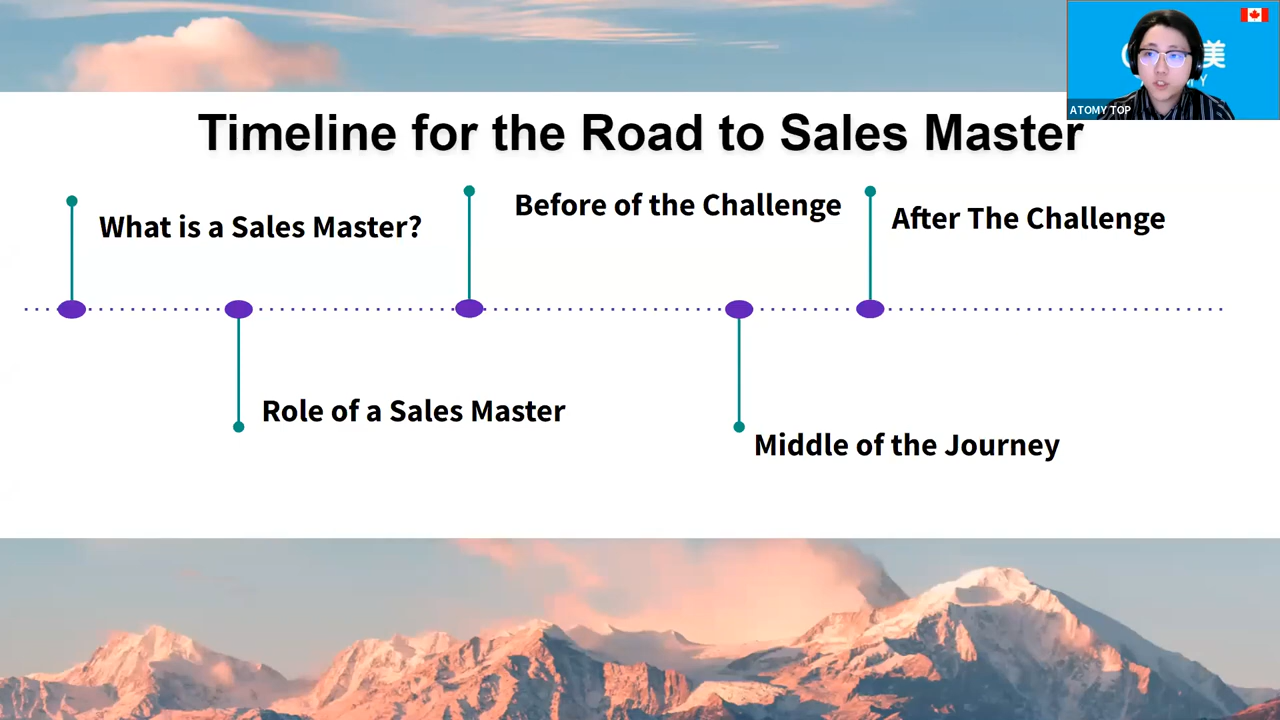 Timeline for the Road to Sales Master
What is a Sales Master?
Before of the Challenge
After The Challenge
Role of a Sales Master
Middle of the Journey
美
ATOMY TOP